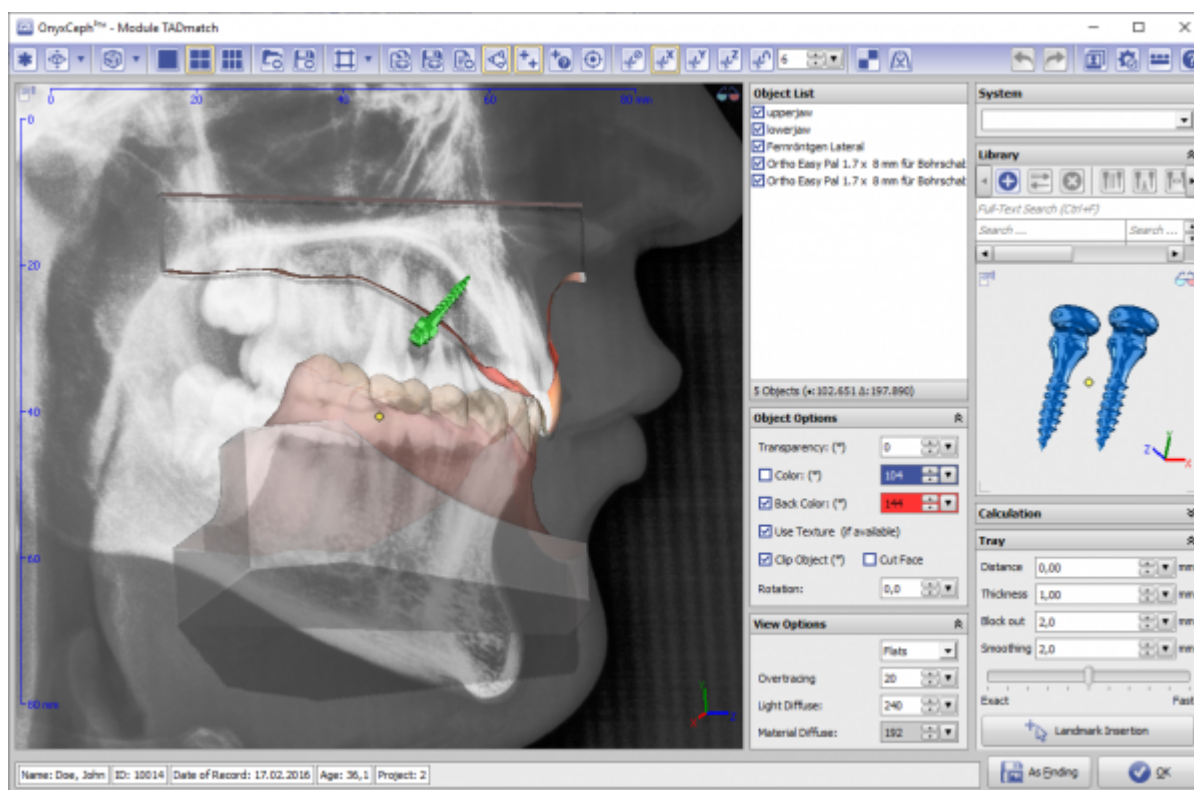 OnyxCeph³ᵀᴹ - Module TADmatch
6
0 20 40 60 80 mm
0
20
40
60
80 mm
Object List
upperjaw
lowerjaw
Fernröntgen Lateral
Ortho Easy Pal 1.7 x 8 mm für Bohrschab
Ortho Easy Pal 1.7 x 8 mm für Bohrschab
5 Objects (•:102.651 Δ:197.890)
Object Options
Transparency: (*) 0
Color: (*) 104
Back Color: (*) 144
Use Texture (if available)
Clip Object (*) Cut Face
Rotation: 0,0
View Options
Flats
Overtracing 20
Light Diffuse: 240
Material Diffuse: 192
System
Library
Full-Text Search (Ctrl+F)
Search ... Search ...
Y
Z
X
Calculation
Tray
Distance 0,00 mm
Thickness 1,00 mm
Block out 2,0 mm
Smoothing 2,0 mm
Exact Fast
Landmark Insertion
Y
X Z
Name: Doe, John ID: 10014 Date of Record: 17.02.2016 Age: 36,1 Project: 2
As Ending OK